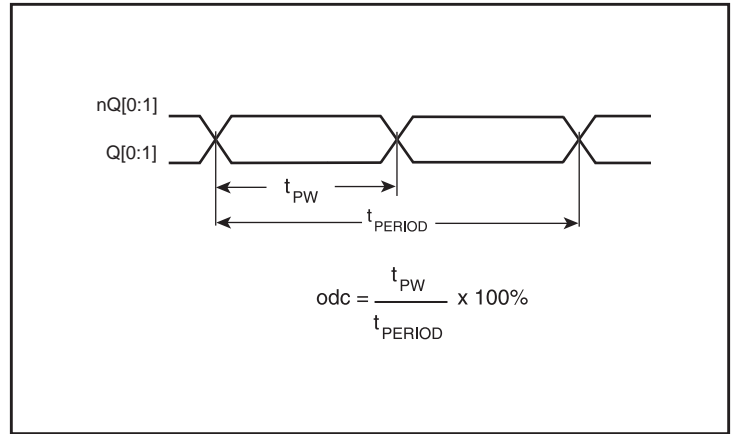 nQ[0:1]
Q[0:1]
tPW
tPERIOD
odc = tPW / tPERIOD x 100%